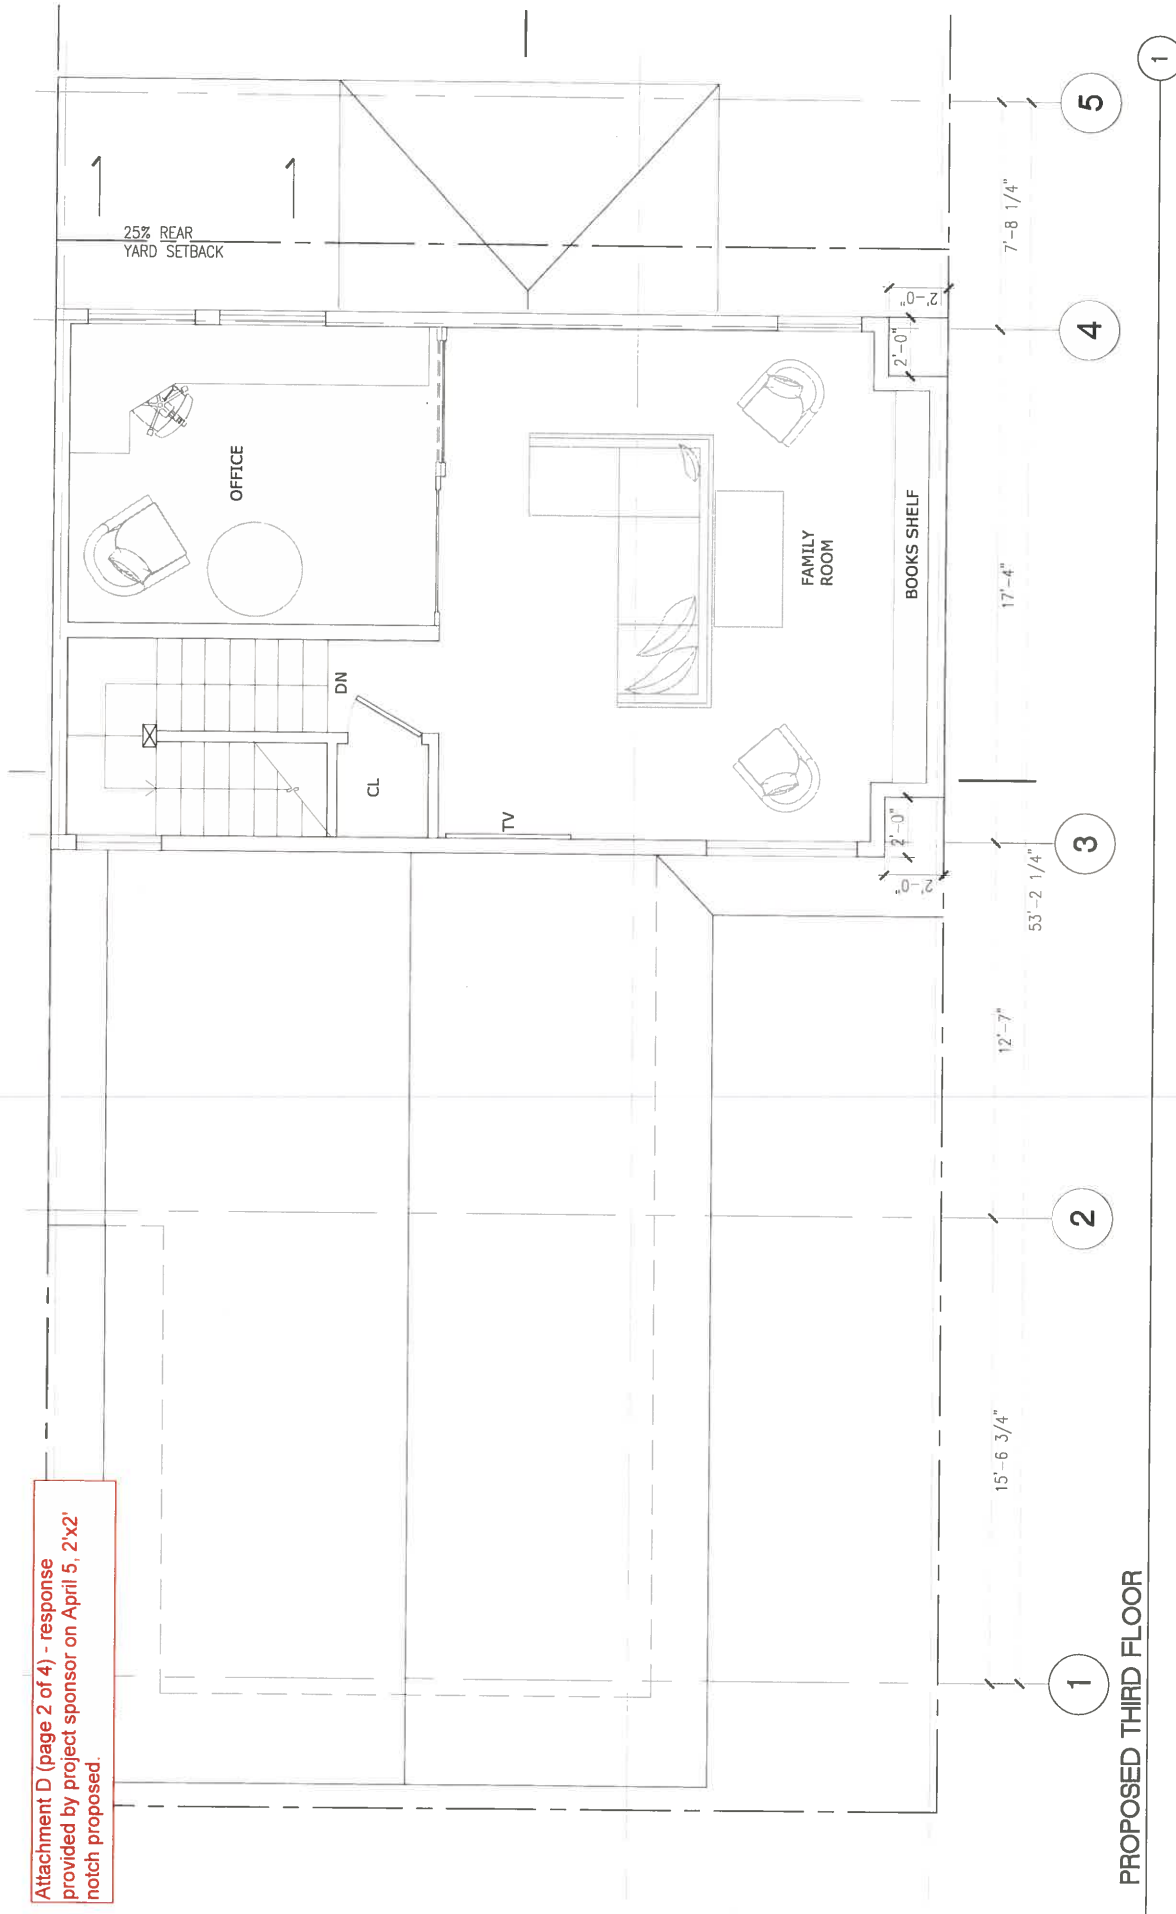 Attachment D (page 2 of 4) - response
provided by project sponsor on April 5, 2'x2'
notch proposed.
25% REAR
YARD SETBACK
OFFICE
DN
CL
TV
FAMILY
ROOM
BOOKS SHELF
2'-0"
2'-0"
2'-0"
2'-0"
15'-6 3/4"
12'-7"
17'-4"
7'-8 1/4"
53'-2 1/4"
1
2
3
4
5
PROPOSED THIRD FLOOR
1